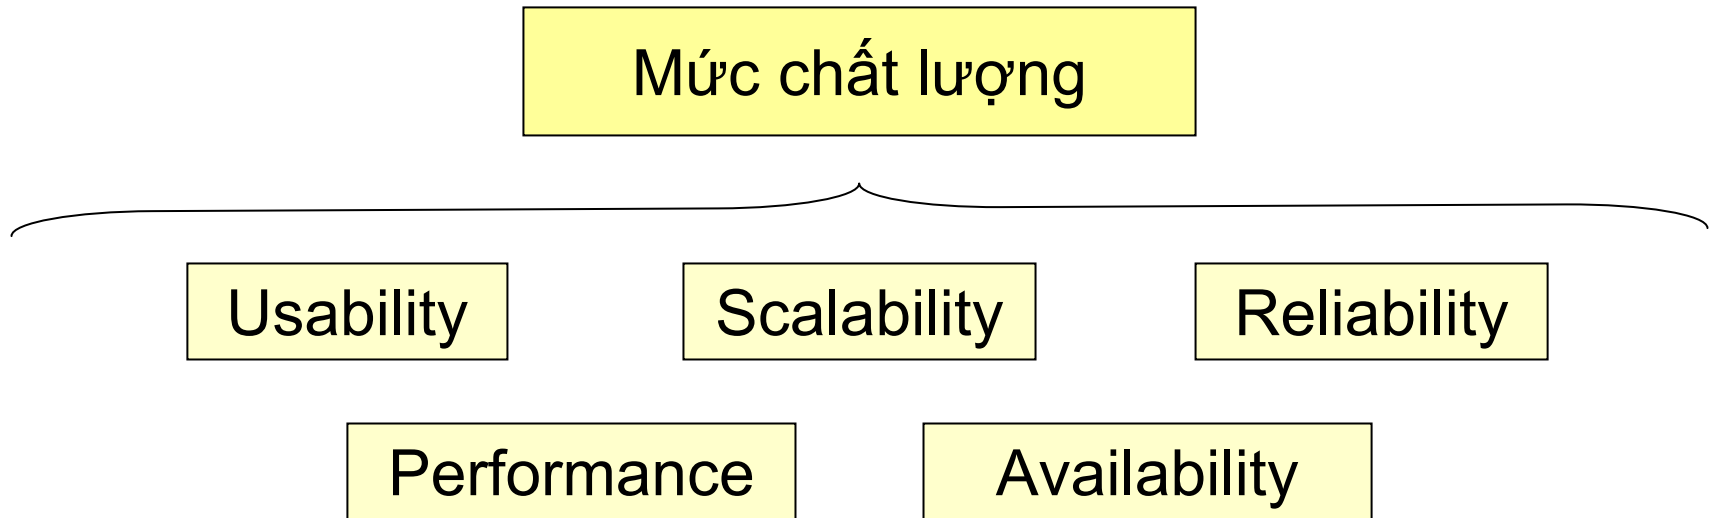 Mức chất lượng
Usability
Scalability
Reliability
Performance
Availability